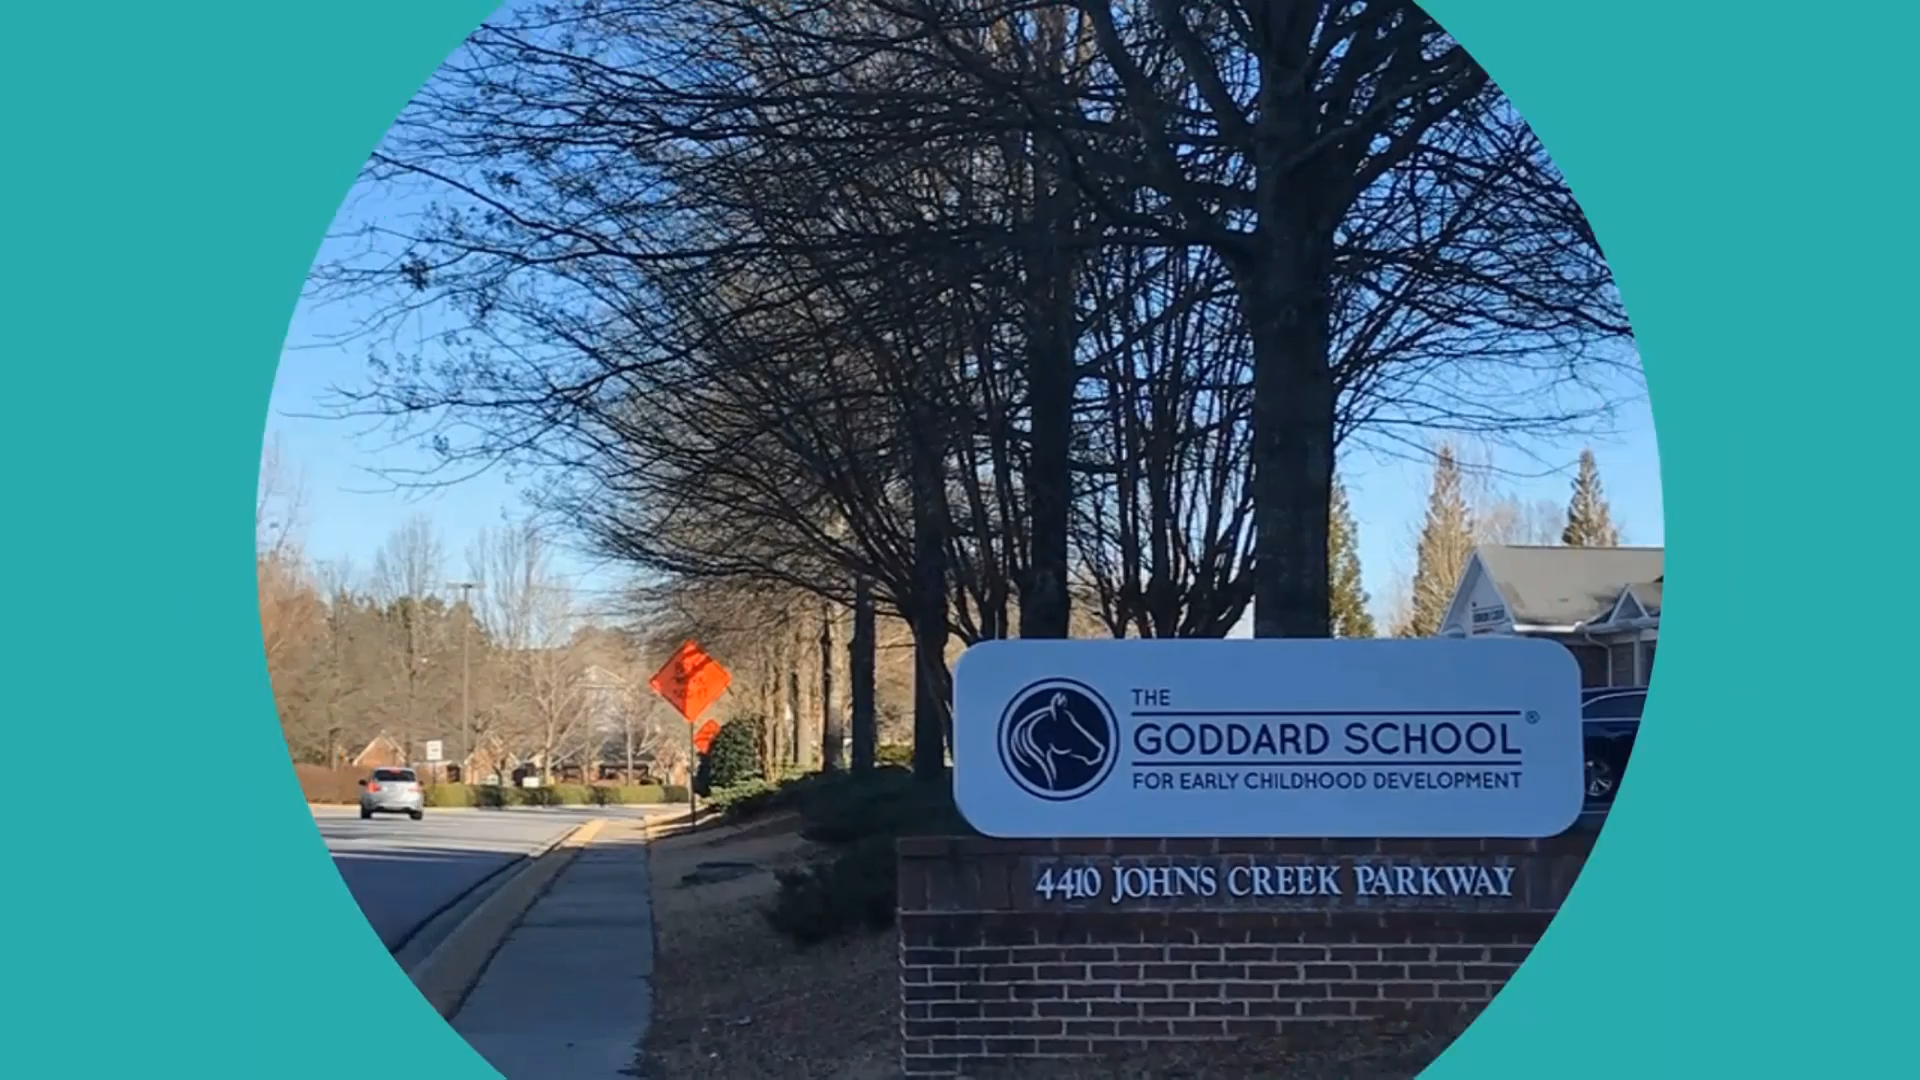 THE
GODDARD SCHOOL®
FOR EARLY CHILDHOOD DEVELOPMENT
4410 JOHNS CREEK PARKWAY